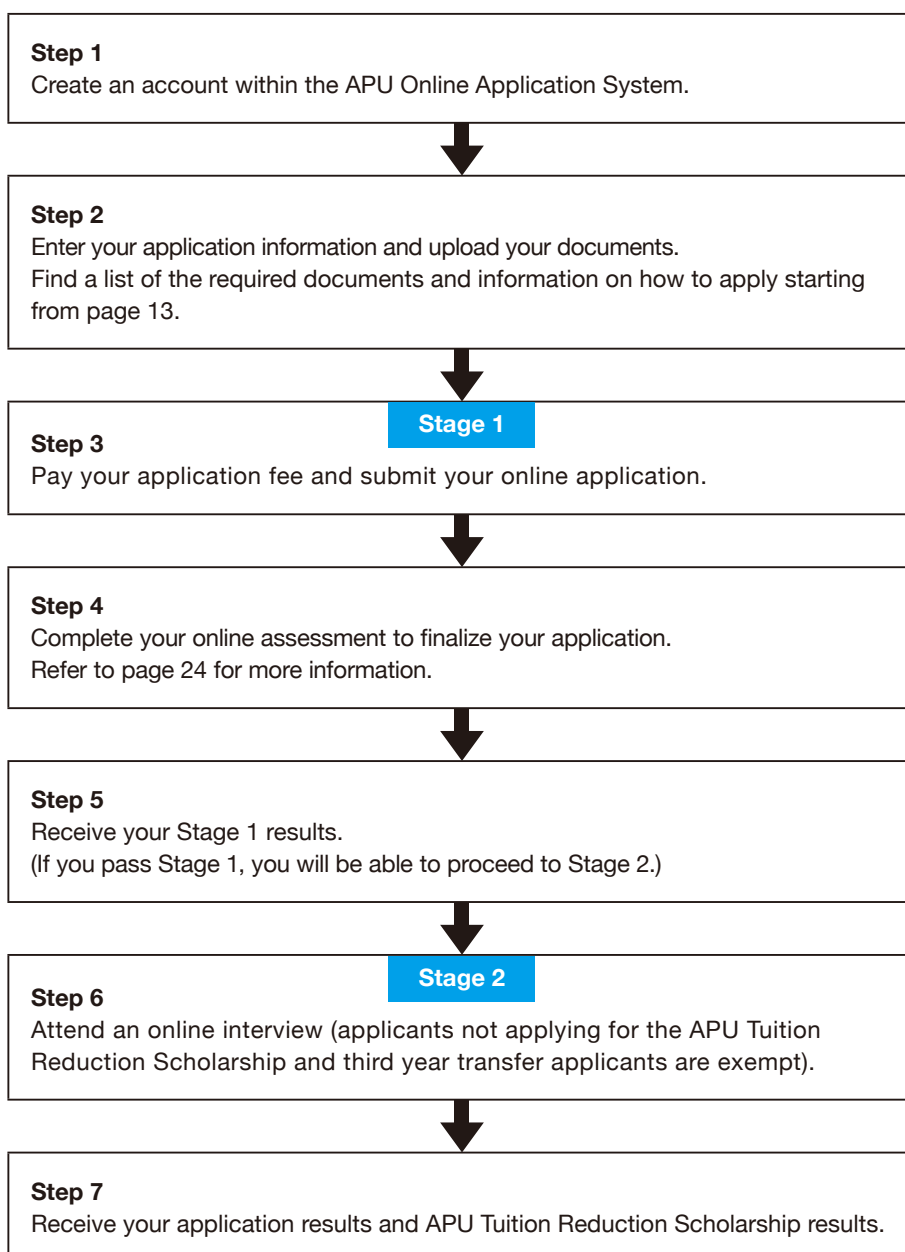 Step 1
Create an account within the APU Online Application System.
Step 2
Enter your application information and upload your documents.
Find a list of the required documents and information on how to apply starting
from page 13.
Stage 1
Step 3
Pay your application fee and submit your online application.
Step 4
Complete your online assessment to finalize your application.
Refer to page 24 for more information.
Step 5
Receive your Stage 1 results.
(If you pass Stage 1, you will be able to proceed to Stage 2.)
Stage 2
Step 6
Attend an online interview (applicants not applying for the APU Tuition
Reduction Scholarship and third year transfer applicants are exempt).
Step 7
Receive your application results and APU Tuition Reduction Scholarship results.